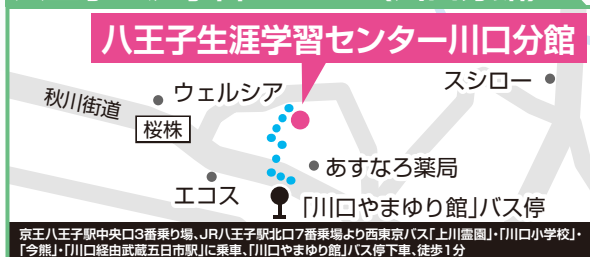 八王子生涯学習センター川口分館
スシロー
ウェルシア
秋川街道
桜株
あすなろ薬局
エコス
「川口やまゆり館」バス停
京王八王子駅中央口3番乗り場、JR八王子駅北口7番乗場より西東京バス「上川霊園」・「川口小学校」・
「今熊」・「川口経由武蔵五日市駅」に乗車、「川口やまゆり館」バス停下車、徒歩1分